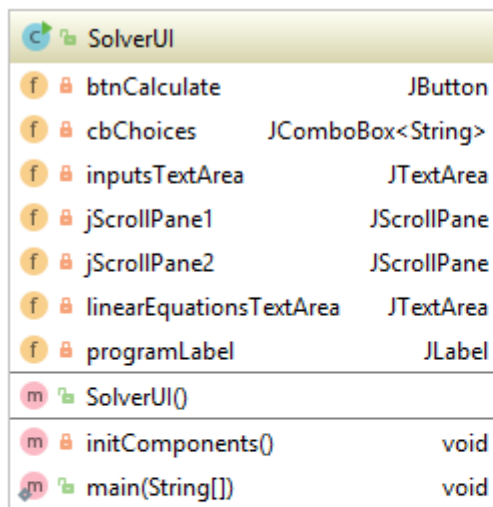 SolverUI
btnCalculate JButton
cbChoices JComboBox<String>
inputsTextArea JTextArea
jScrollPane1 JScrollPane
jScrollPane2 JScrollPane
linearEquationsTextArea JTextArea
programLabel JLabel
SolverUI()
initComponents() void
main(String[]) void